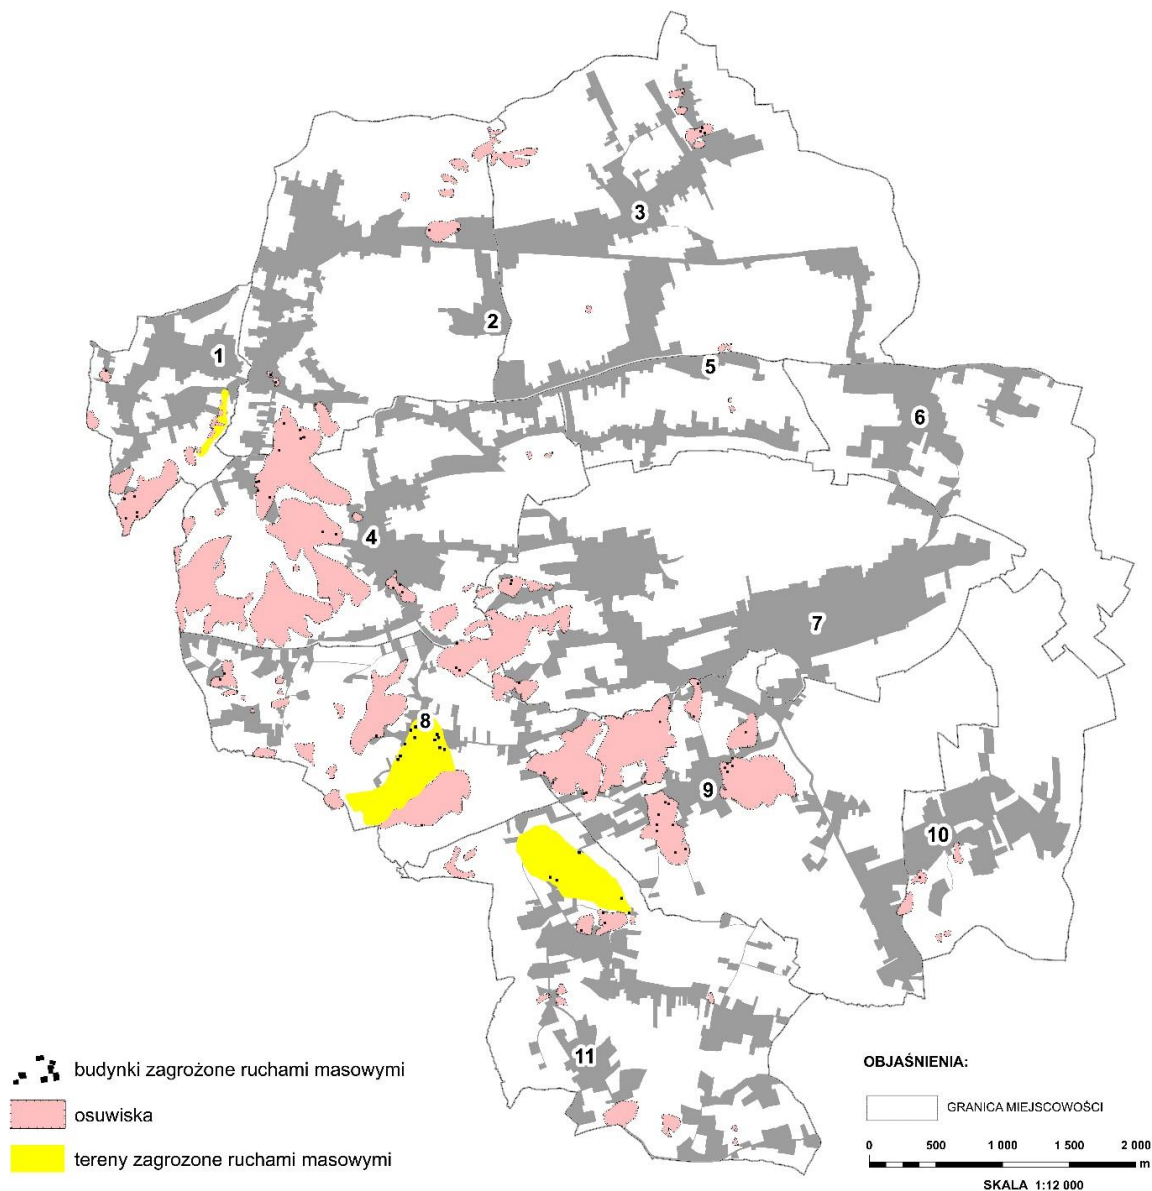 3
2
1
5
6
4
7
8
9
10
11
budynki zagrożone ruchami masowymi
osuwiska
tereny zagrozone ruchami masowymi
OBJAŚNIENIA:
GRANICA MIEJSCOWOŚCI
0 500 1 000 1 500 2 000
m
SKALA 1:12 000